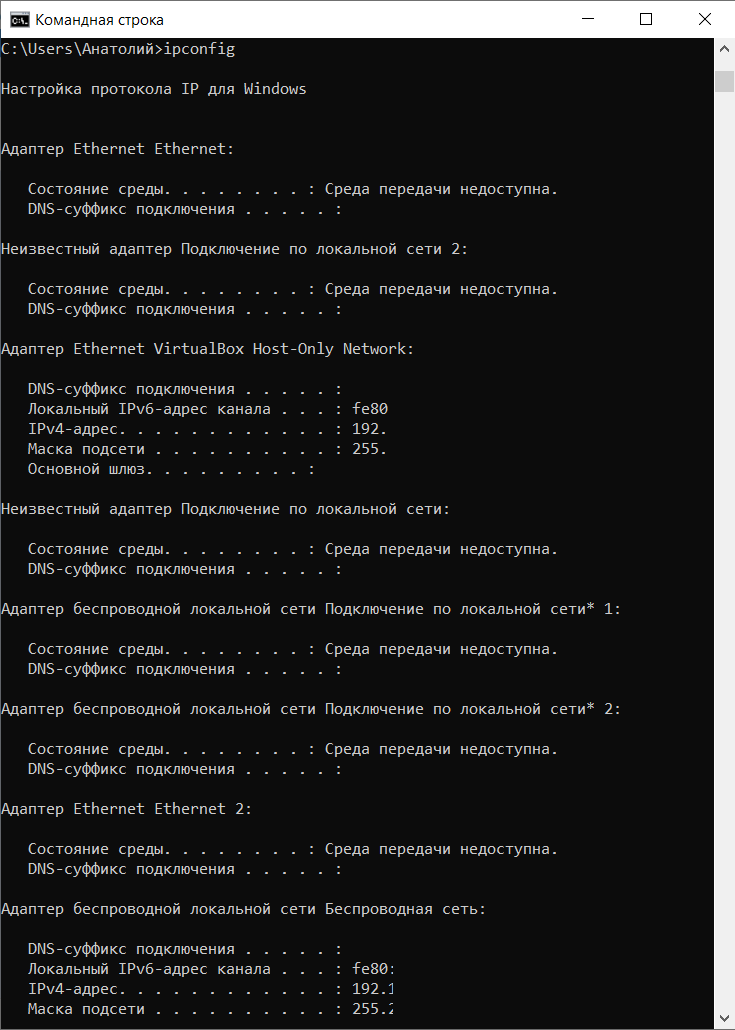 Командная строка
C:\Users\Анатолий>ipconfig
Настройка протокола IP для Windows
Адаптер Ethernet Ethernet:
Состояние среды. . . . . . . . : Среда передачи недоступна.
DNS-суффикс подключения . . . . . :
Неизвестный адаптер Подключение по локальной сети 2:
Состояние среды. . . . . . . . : Среда передачи недоступна.
DNS-суффикс подключения . . . . . :
Адаптер Ethernet VirtualBox Host-Only Network:
DNS-суффикс подключения . . . . . :
Локальный IPv6-адрес канала . . . : fe80
IPv4-адрес. . . . . . . . . . . . : 192.
Маска подсети . . . . . . . . . . : 255.
Основной шлюз. . . . . . . . . :
Неизвестный адаптер Подключение по локальной сети:
Состояние среды. . . . . . . . : Среда передачи недоступна.
DNS-суффикс подключения . . . . . :
Адаптер беспроводной локальной сети Подключение по локальной сети* 1:
Состояние среды. . . . . . . . : Среда передачи недоступна.
DNS-суффикс подключения . . . . . :
Адаптер беспроводной локальной сети Подключение по локальной сети* 2:
Состояние среды. . . . . . . . : Среда передачи недоступна.
DNS-суффикс подключения . . . . . :
Адаптер Ethernet Ethernet 2:
Состояние среды. . . . . . . . : Среда передачи недоступна.
DNS-суффикс подключения . . . . . :
Адаптер беспроводной локальной сети Беспроводная сеть:
DNS-суффикс подключения . . . . . :
Локальный IPv6-адрес канала . . . : fe80:
IPv4-адрес. . . . . . . . . . . . : 192.1
Маска подсети . . . . . . . . . . : 255.2